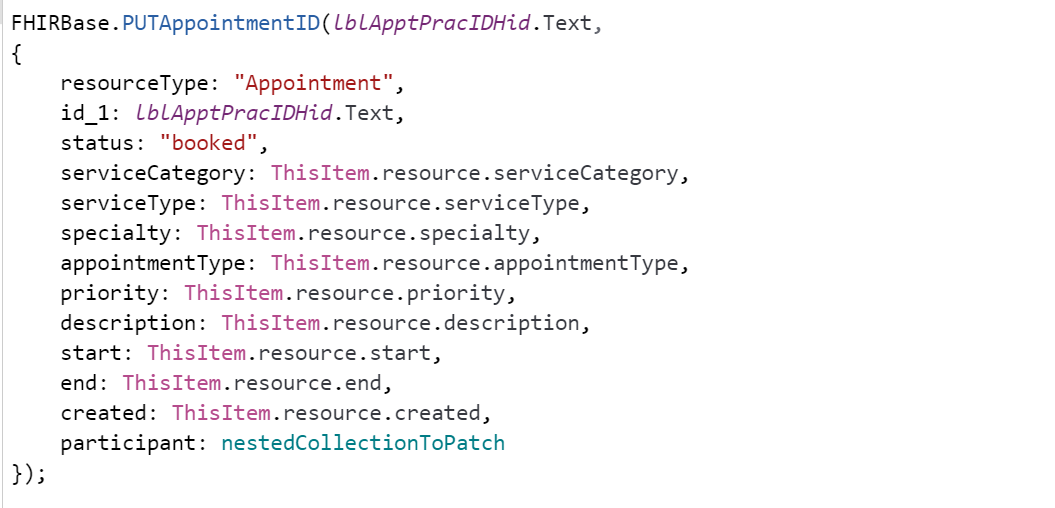 FHIRBase.PUTAppointmentID(lblApptPracIDHid.Text,
{
    resourceType: "Appointment",
    id_1: lblApptPracIDHid.Text,
    status: "booked",
    serviceCategory: ThisItem.resource.serviceCategory,
    serviceType: ThisItem.resource.serviceType,
    specialty: ThisItem.resource.specialty,
    appointmentType: ThisItem.resource.appointmentType,
    priority: ThisItem.resource.priority,
    description: ThisItem.resource.description,
    start: ThisItem.resource.start,
    end: ThisItem.resource.end,
    created: ThisItem.resource.created,
    participant: nestedCollectionToPatch
});